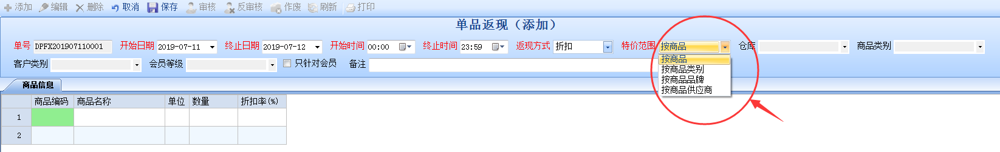 添加 编辑 删除 取消 保存 审核 反审核 作废 刷新 打印
单品返现（添加）
单号 DPFX201907110001 开始日期 2019-07-11 终止日期 2019-07-12 开始时间 00:00 终止时间 23:59 返现方式 折扣 特价范围 按商品 仓库 商品类别
客户类别 会员等级 只针对会员 备注
按商品
按商品类别
按商品品牌
按商品供应商
商品信息
商品编码 商品名称 单位 数量 折扣率(%)
1
2